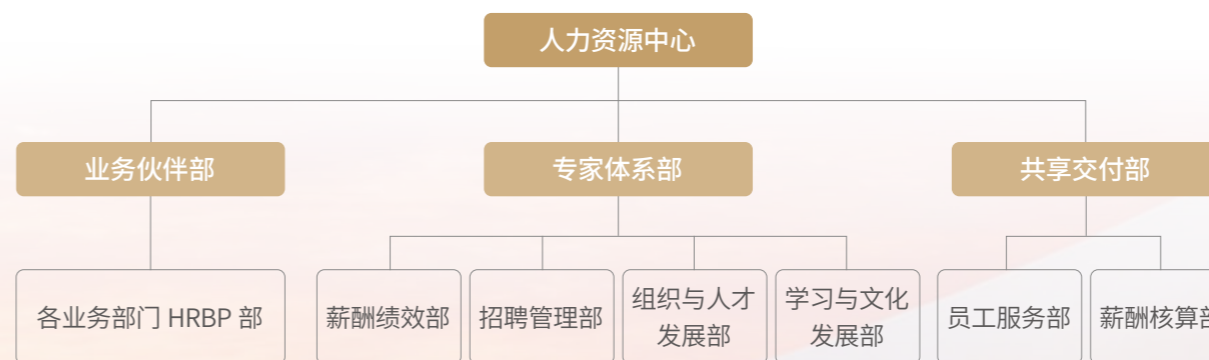 人力资源中心
业务伙伴部
专家体系部
共享交付部
各业务部门 HRBP 部
薪酬绩效部
招聘管理部
组织与人才
发展部
学习与文化
发展部
员工服务部
薪酬核算部